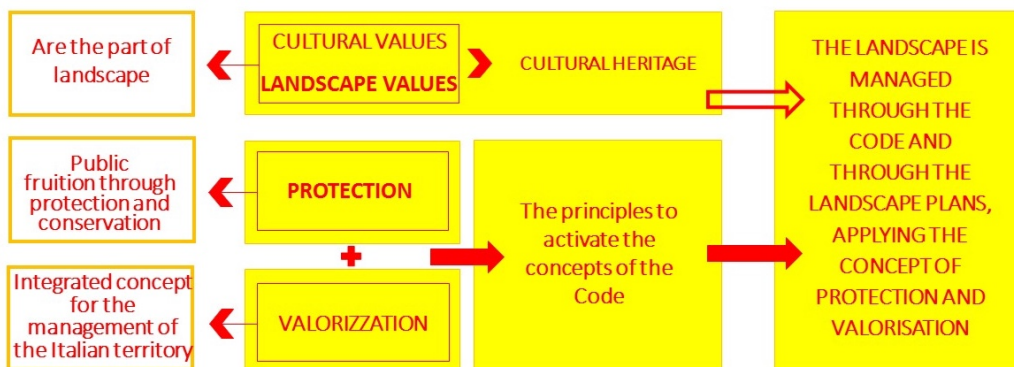 Are the part of
landscape
CULTURAL VALUES
LANDSCAPE VALUES
CULTURAL HERITAGE
Public
fruition through
protection and
conservation
PROTECTION
+
Integrated concept
for the
management of
the Italian territory
VALORIZZATION
The principles to
activate the
concepts of the
Code
THE LANDSCAPE IS
MANAGED
THROUGH THE
CODE AND
THROUGH THE
LANDSCAPE PLANS,
APPLYING THE
CONCEPT OF
PROTECTION AND
VALORISATION